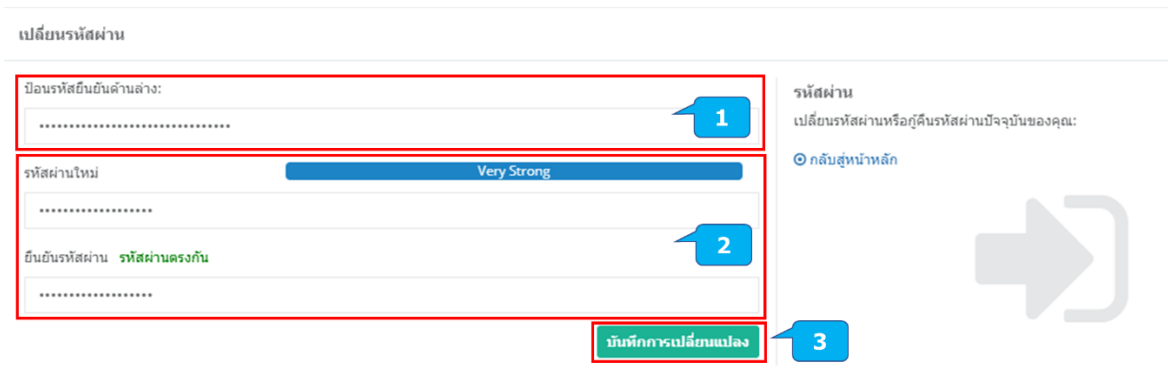 เปลี่ยนรหัสผ่าน
ป้อนรหัสยืนยันด้านล่าง:
................................
1
รหัสผ่านใหม่ Very Strong
...................
2
ยืนยันรหัสผ่าน รหัสผ่านตรงกัน
...................
บันทึกการเปลี่ยนแปลง
3
รหัสผ่าน
เปลี่ยนรหัสผ่านหรือกู่คืนรหัสผ่านปัจจุบันของคุณ:
กลับสู่หน้าหลัก